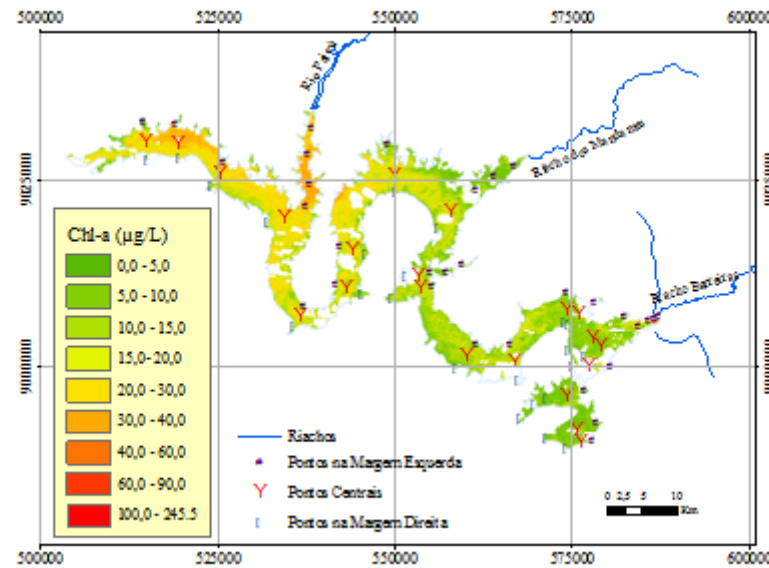 500000 525000 550000 575000 600000
Rio Pajeú
Riacho dos Mandantes
9025000
Riacho Barreiras
9000000
Chl-a (µg/L)
0,0 - 5,0
5,0 - 10,0
10,0 - 15,0
15,0 - 20,0
20,0 - 30,0
30,0 - 40,0
40,0 - 60,0
60,0 - 90,0
100,0 - 245.5
Riachos
Pontos na Margem Esquerda
Pontos Centrais
Pontos na Margem Direita
0 2,5 5 10
Km
500000 525000 550000 575000 600000